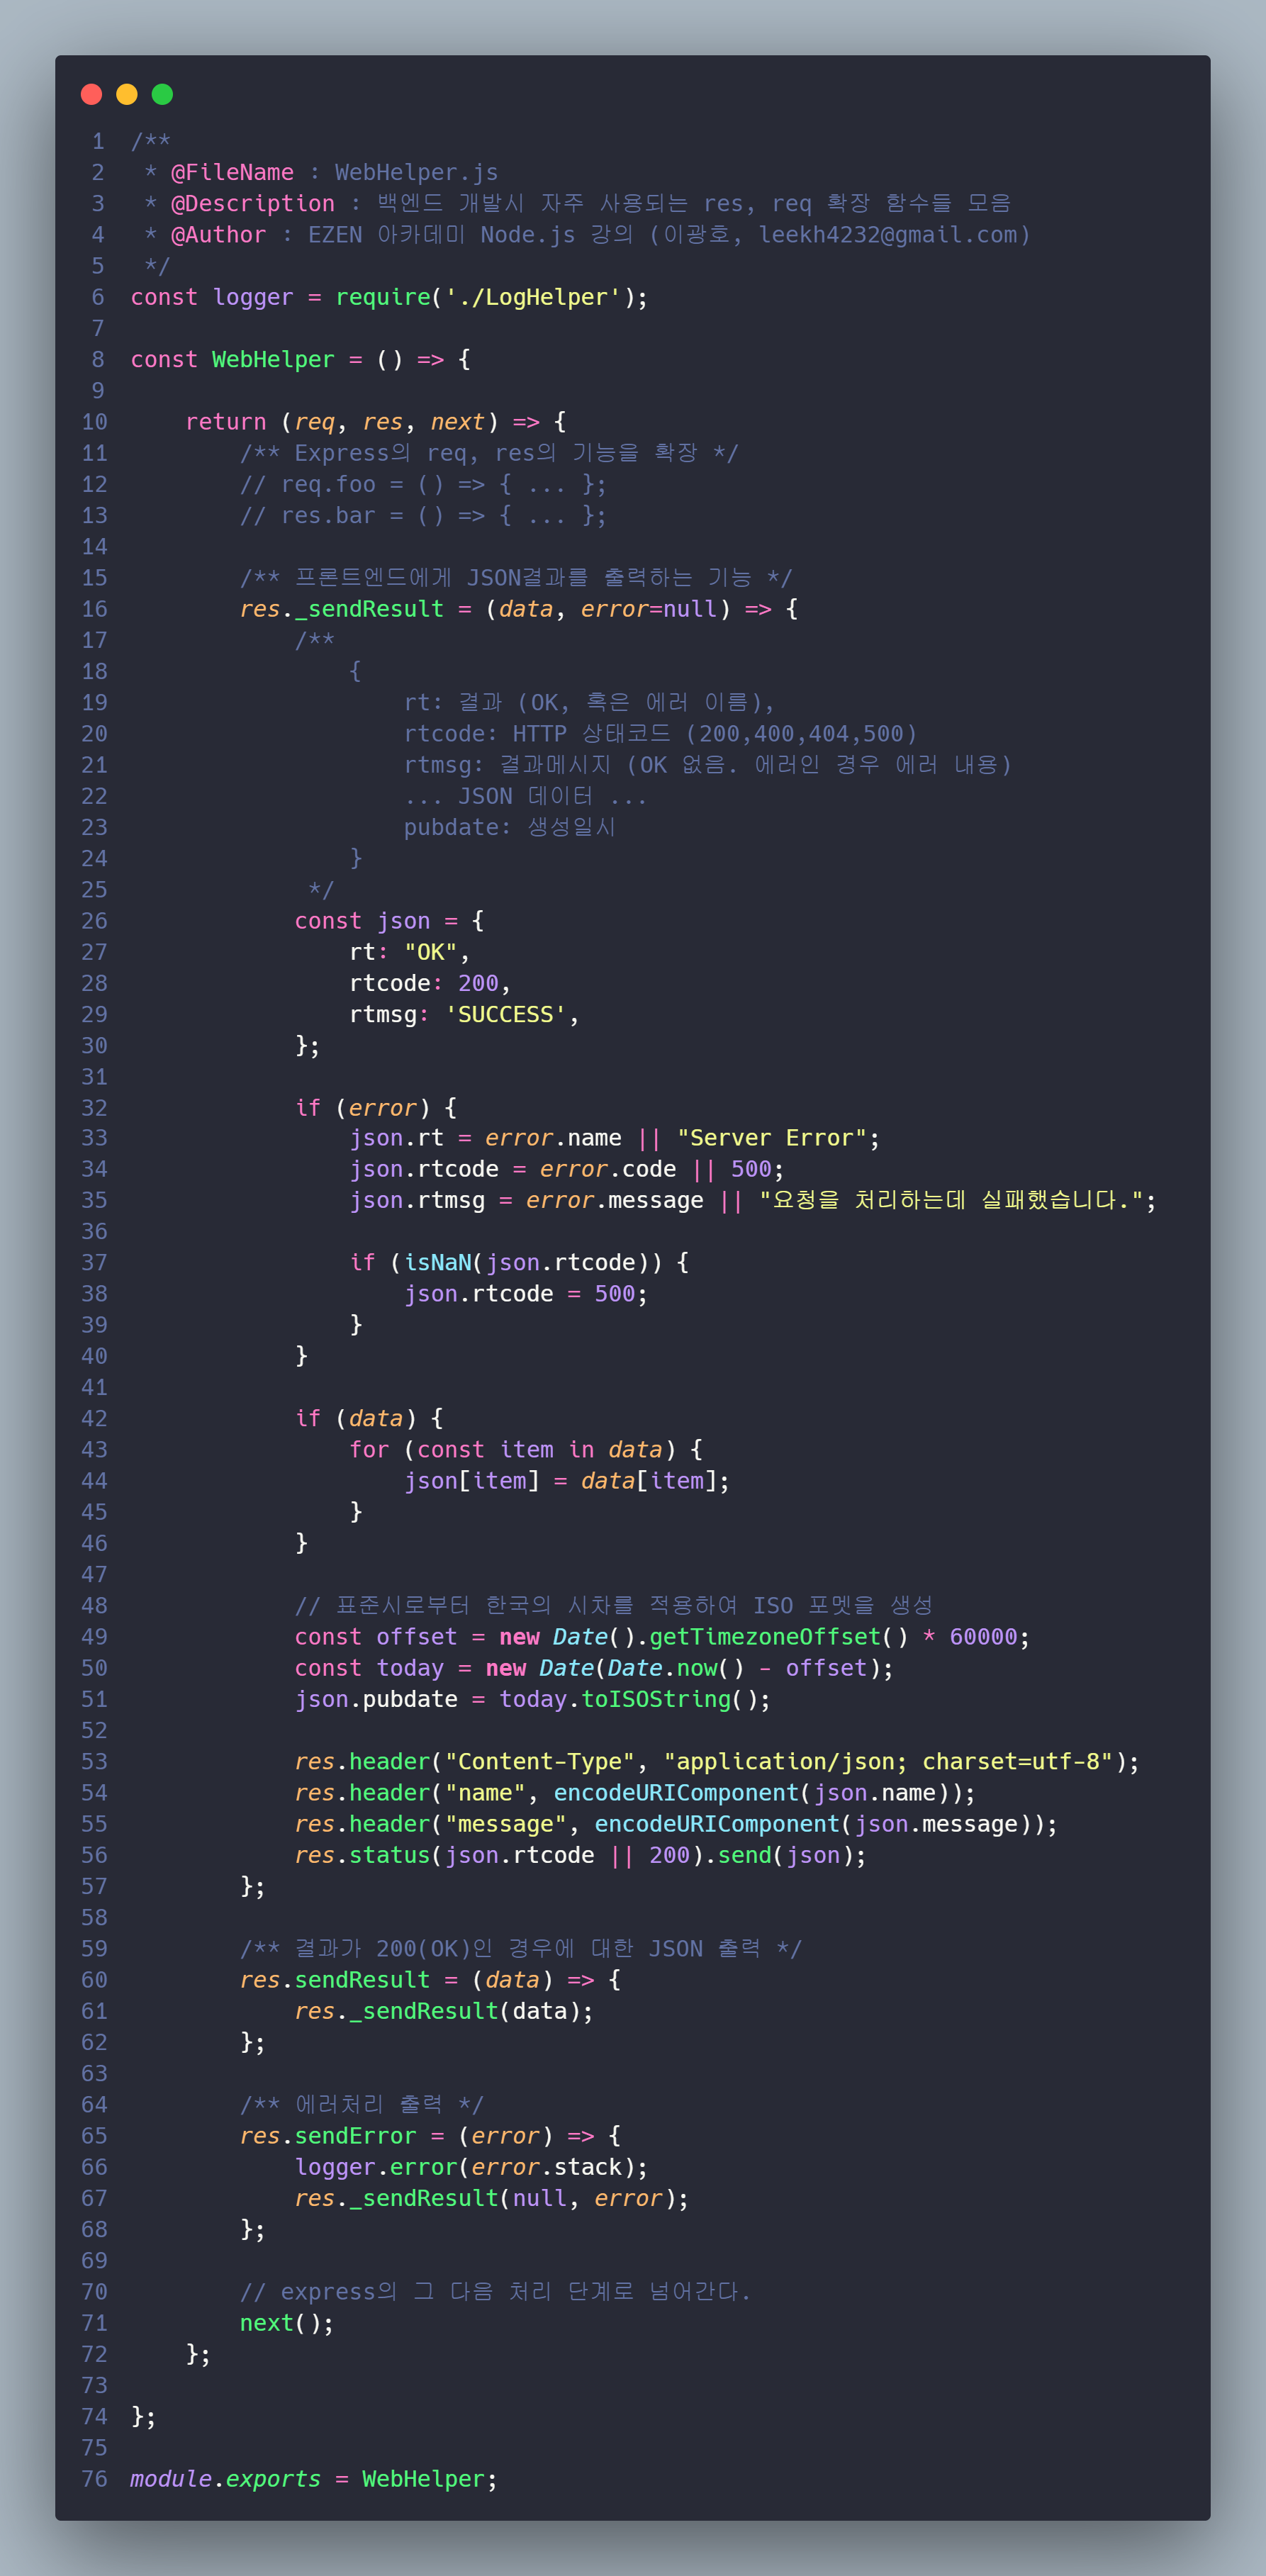 1 /**
2  * @FileName : WebHelper.js
3  * @Description : 백엔드 개발시 자주 사용되는 res, req 확장 함수들 모음
4  * @Author : EZEN 아카데미 Node.js 강의 (이광호, leekh4232@gmail.com)
5  */
6 const logger = require('./LogHelper');
7
8 const WebHelper = () => {
9
10     return (req, res, next) => {
11         /** Express의 req, res의 기능을 확장 */
12         // req.foo = () => { ... };
13         // res.bar = () => { ... };
14
15         /** 프론트엔드에게 JSON결과를 출력하는 기능 */
16         res._sendResult = (data, error=null) => {
17             /**
18                 {
19                     rt: 결과 (OK, 혹은 에러 이름),
20                     rtcode: HTTP 상태코드 (200,400,404,500)
21                     rtmsg: 결과메시지 (OK 없음. 에러인 경우 에러 내용)
22                     ... JSON 데이터 ...
23                     pubdate: 생성일시
24                 }
25              */
26             const json = {
27                 rt: "OK",
28                 rtcode: 200,
29                 rtmsg: 'SUCCESS',
30             };
31
32             if (error) {
33                 json.rt = error.name || "Server Error";
34                 json.rtcode = error.code || 500;
35                 json.rtmsg = error.message || "요청을 처리하는데 실패했습니다.";
36
37                 if (isNaN(json.rtcode)) {
38                     json.rtcode = 500;
39                 }
40             }
41
42             if (data) {
43                 for (const item in data) {
44                     json[item] = data[item];
45                 }
46             }
47
48             // 표준시로부터 한국의 시차를 적용하여 ISO 포멧을 생성
49             const offset = new Date().getTimezoneOffset() * 60000;
50             const today = new Date(Date.now() - offset);
51             json.pubdate = today.toISOString();
52
53             res.header("Content-Type", "application/json; charset=utf-8");
54             res.header("name", encodeURIComponent(json.name));
55             res.header("message", encodeURIComponent(json.message));
56             res.status(json.rtcode || 200).send(json);
57         };
58
59         /** 결과가 200(OK)인 경우에 대한 JSON 출력 */
60         res.sendResult = (data) => {
61             res._sendResult(data);
62         };
63
64         /** 에러처리 출력 */
65         res.sendError = (error) => {
66             logger.error(error.stack);
67             res._sendResult(null, error);
68         };
69
70         // express의 그 다음 처리 단계로 넘어간다.
71         next();
72     };
73
74 };
75
76 module.exports = WebHelper;